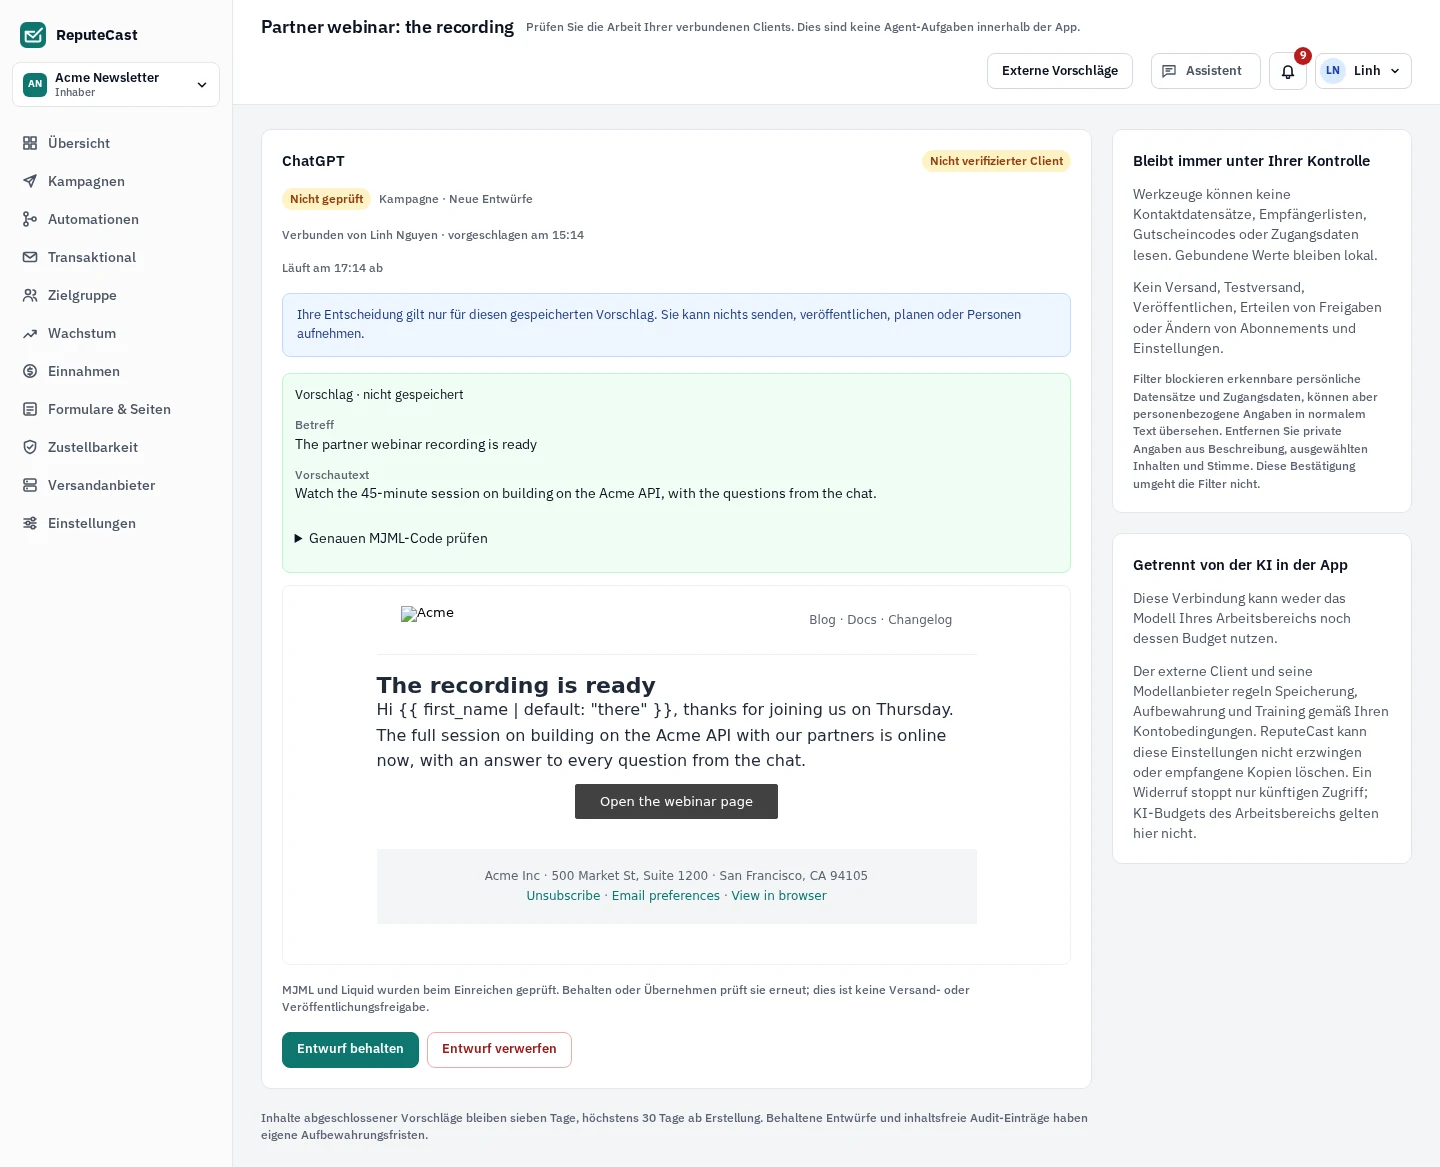 ReputeCast
AN
Acme Newsletter
Inhaber
Übersicht
Kampagnen
Automationen
Transaktional
Zielgruppe
Wachstum
Einnahmen
Formulare & Seiten
Zustellbarkeit
Versandanbieter
Einstellungen
Partner webinar: the recording
Prüfen Sie die Arbeit Ihrer verbundenen Clients. Dies sind keine Agent-Aufgaben innerhalb der App.
Externe Vorschläge
Assistent
9
LN
Linh
ChatGPT
Nicht verifizierter Client
Nicht geprüft
Kampagne · Neue Entwürfe
Verbunden von Linh Nguyen · vorgeschlagen am 15:14
Läuft am 17:14 ab
Ihre Entscheidung gilt nur für diesen gespeicherten Vorschlag. Sie kann nichts senden, veröffentlichen, planen oder Personen
aufnehmen.
Vorschlag · nicht gespeichert
Betreff
The partner webinar recording is ready
Vorschautext
Watch the 45-minute session on building on the Acme API, with the questions from the chat.
Genauen MJML-Code prüfen
Acme
Blog · Docs · Changelog
The recording is ready
Hi {{ first_name | default: "there" }}, thanks for joining us on Thursday.
The full session on building on the Acme API with our partners is online
now, with an answer to every question from the chat.
Open the webinar page
Acme Inc · 500 Market St, Suite 1200 · San Francisco, CA 94105
Unsubscribe · Email preferences · View in browser
MJML und Liquid wurden beim Einreichen geprüft. Behalten oder Übernehmen prüft sie erneut; dies ist keine Versand- oder
Veröffentlichungsfreigabe.
Entwurf behalten
Entwurf verwerfen
Inhalte abgeschlossener Vorschläge bleiben sieben Tage, höchstens 30 Tage ab Erstellung. Behaltene Entwürfe und inhaltsfreie Audit-Einträge haben
eigene Aufbewahrungsfristen.
Bleibt immer unter Ihrer Kontrolle
Werkzeuge können keine
Kontaktdatensätze, Empfängerlisten,
Gutscheincodes oder Zugangsdaten
lesen. Gebundene Werte bleiben lokal.
Kein Versand, Testversand,
Veröffentlichen, Erteilen von Freigaben
oder Ändern von Abonnements und
Einstellungen.
Filter blockieren erkennbare persönliche
Datensätze und Zugangsdaten, können aber
personenbezogene Angaben in normalem
Text übersehen. Entfernen Sie private
Angaben aus Beschreibung, ausgewählten
Inhalten und Stimme. Diese Bestätigung
umgeht die Filter nicht.
Getrennt von der KI in der App
Diese Verbindung kann weder das
Modell Ihres Arbeitsbereichs noch
dessen Budget nutzen.
Der externe Client und seine
Modellanbieter regeln Speicherung,
Aufbewahrung und Training gemäß Ihren
Kontobedingungen. ReputeCast kann
diese Einstellungen nicht erzwingen
oder empfangene Kopien löschen. Ein
Widerruf stoppt nur künftigen Zugriff;
KI-Budgets des Arbeitsbereichs gelten
hier nicht.